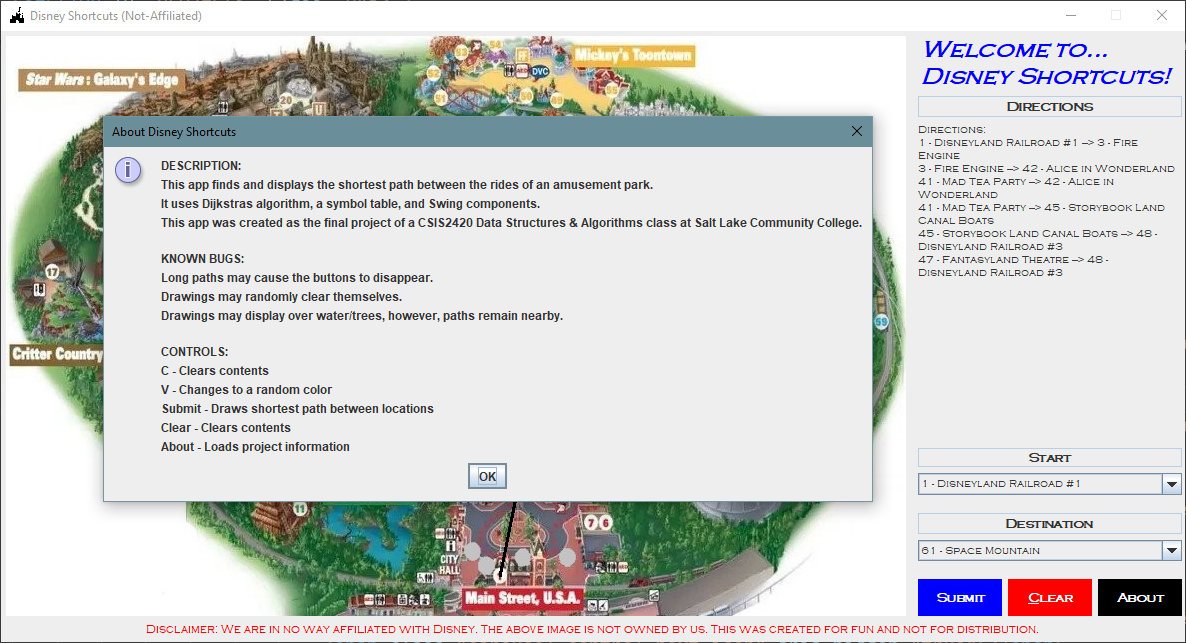 Disney Shortcuts (Not-Affiliated)
Star Wars: Galaxy's Edge
Mickey's Toontown
53
54
FF
DVC
52
51
50
49
55
20
U
17
Critter Country
59
11
7 6
CITY
HALL
1
Main Street, U.S.A.
About Disney Shortcuts
DESCRIPTION:
This app finds and displays the shortest path between the rides of an amusement park.
It uses Dijkstras algorithm, a symbol table, and Swing components.
This app was created as the final project of a CSIS2420 Data Structures & Algorithms class at Salt Lake Community College.
KNOWN BUGS:
Long paths may cause the buttons to disappear.
Drawings may randomly clear themselves.
Drawings may display over water/trees, however, paths remain nearby.
CONTROLS:
C - Clears contents
V - Changes to a random color
Submit - Draws shortest path between locations
Clear - Clears contents
About - Loads project information
OK
Welcome to...
Disney Shortcuts!
Directions
Directions:
1 - Disneyland Railroad #1 --> 3 - Fire
Engine
3 - Fire Engine --> 42 - Alice in Wonderland
41 - Mad Tea Party --> 42 - Alice in
Wonderland
41 - Mad Tea Party --> 45 - Storybook Land
Canal Boats
45 - Storybook Land Canal Boats --> 48 -
Disneyland Railroad #3
47 - Fantasyland Theatre --> 48 -
Disneyland Railroad #3
Start
1 - Disneyland Railroad #1
Destination
61 - Space Mountain
Submit
Clear
About
Disclaimer: We are in no way affiliated with Disney. The above image is not owned by us. This was created for fun and not for distribution.